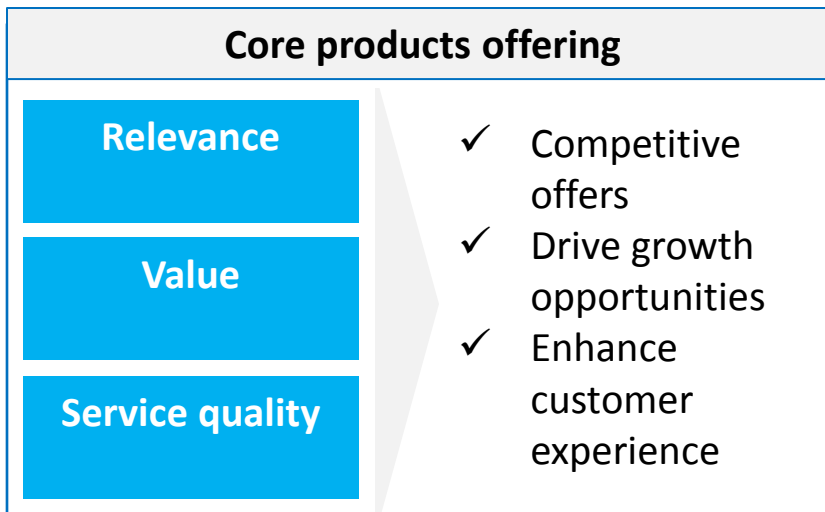 Core products offering
Relevance
Value
Service quality
✓ Competitive
offers
✓ Drive growth
opportunities
✓ Enhance
customer
experience